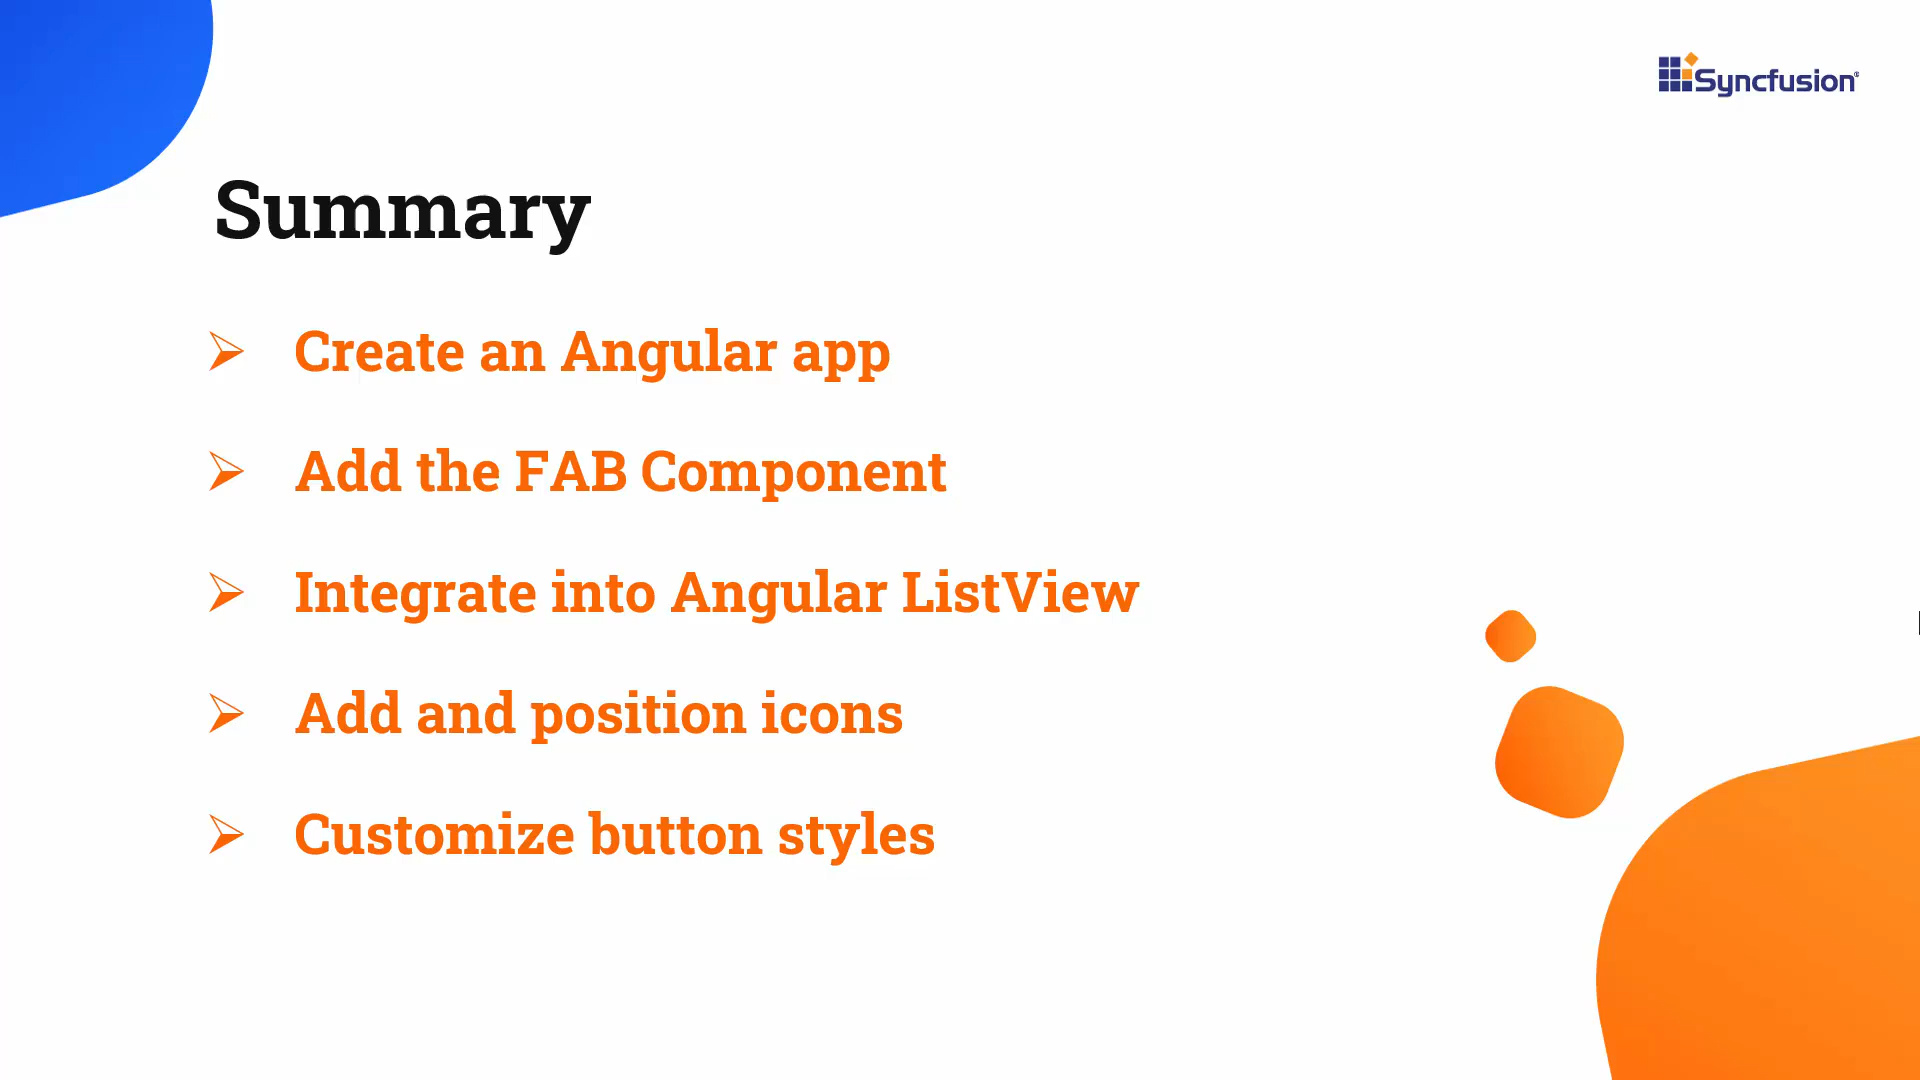 Syncfusion
Summary
Create an Angular app
Add the FAB Component
Integrate into Angular ListView
Add and position icons
Customize button styles